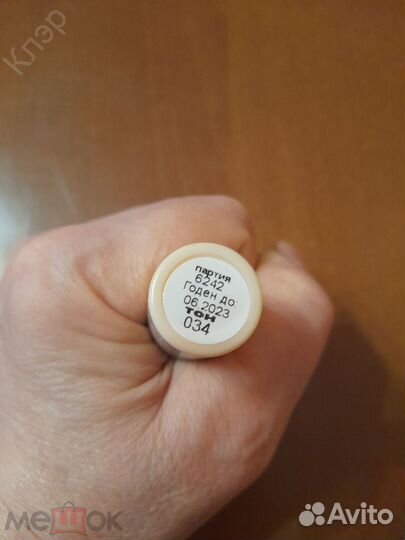 Клэр
партия
6242
Годен до:
06.2023
тон
034
мешок
Avito